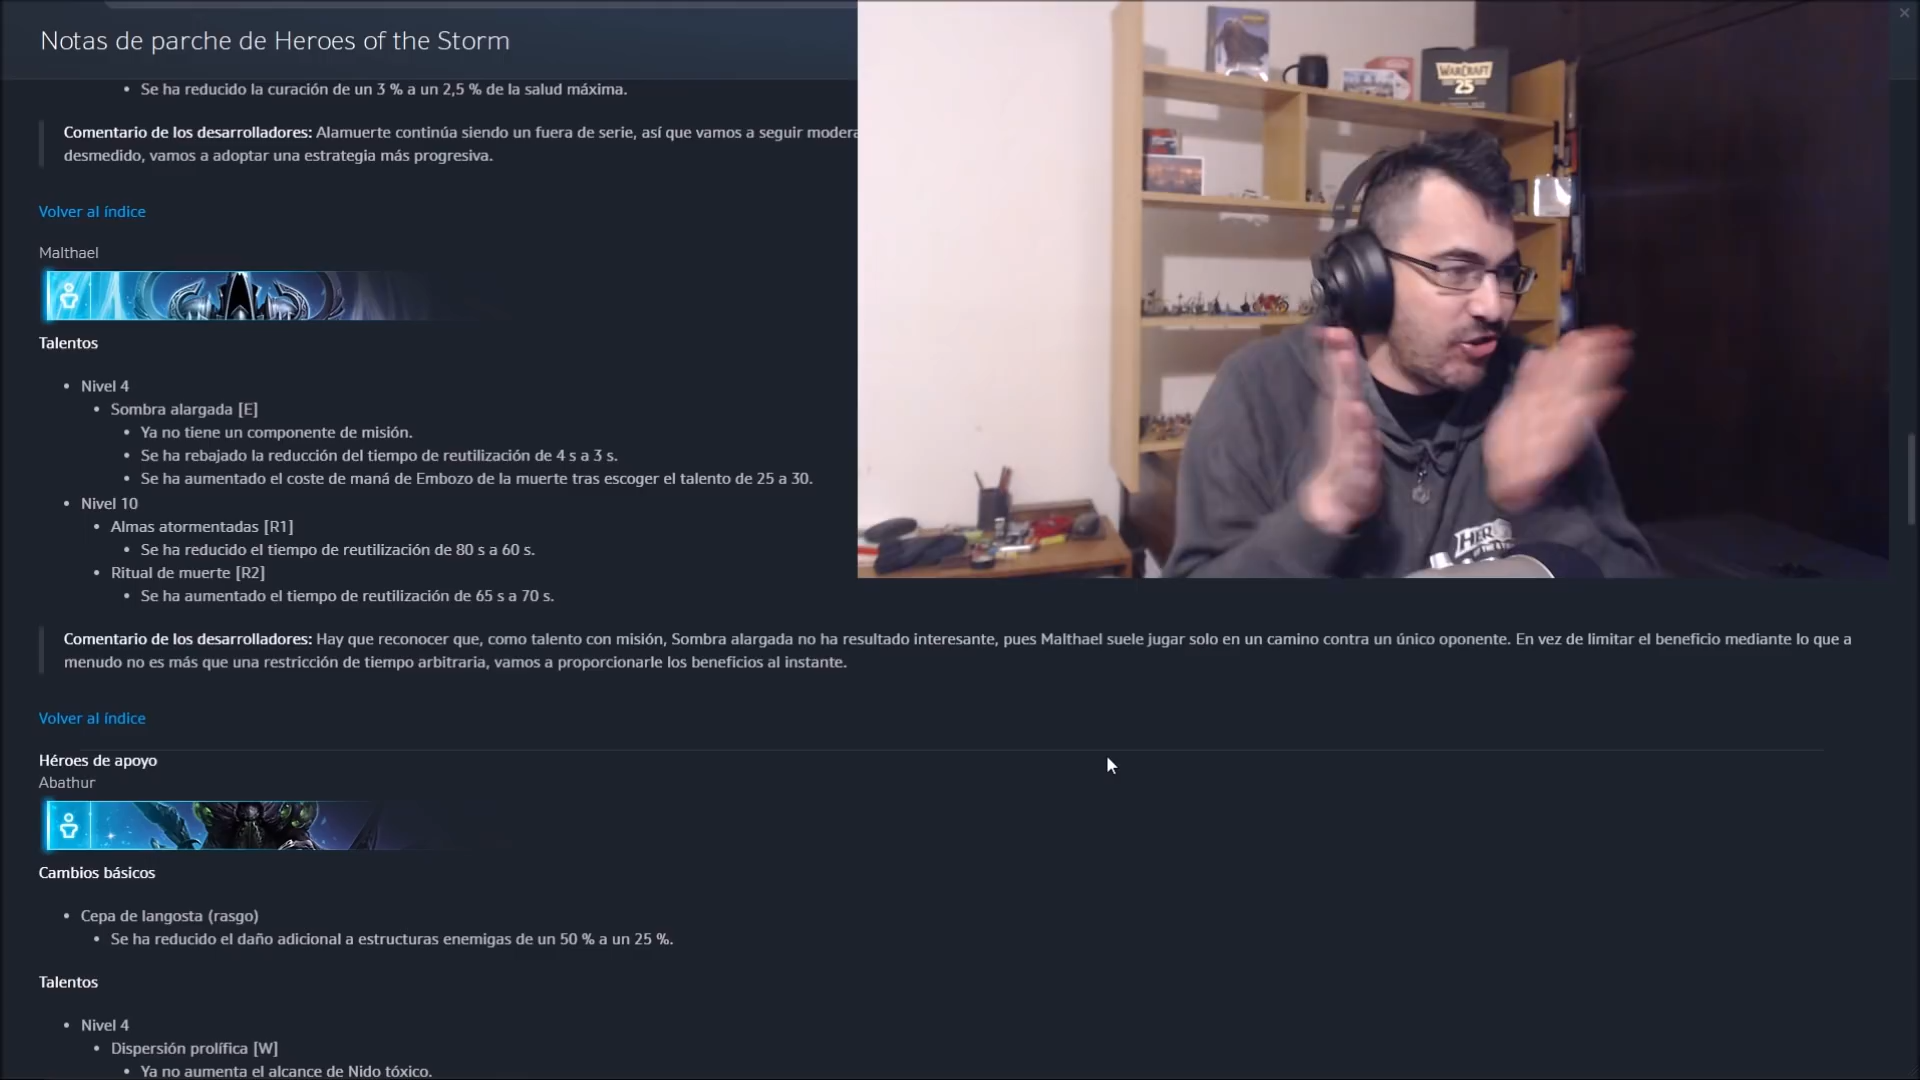 Notas de parche de Heroes of the Storm
Se ha reducido la curación de un 3 % a un 2,5 % de la salud máxima.
Comentario de los desarrolladores: Alamuerte continúa siendo un fuera de serie, así que vamos a seguir modera
desmedido, vamos a adoptar una estrategia más progresiva.
Volver al índice
Malthael
Talentos
Nivel 4
Sombra alargada [E]
Ya no tiene un componente de misión.
Se ha rebajado la reducción del tiempo de reutilización de 4 s a 3 s.
Se ha aumentado el coste de maná de Embozo de la muerte tras escoger el talento de 25 a 30.
Nivel 10
Almas atormentadas [R1]
Se ha reducido el tiempo de reutilización de 80 s a 60 s.
Ritual de muerte [R2]
Se ha aumentado el tiempo de reutilización de 65 s a 70 s.
Comentario de los desarrolladores: Hay que reconocer que, como talento con misión, Sombra alargada no ha resultado interesante, pues Malthael suele jugar solo en un camino contra un único oponente. En vez de limitar el beneficio mediante lo que a
menudo no es más que una restricción de tiempo arbitraria, vamos a proporcionarle los beneficios al instante.
Volver al índice
Héroes de apoyo
Abathur
Cambios básicos
Cepa de langosta (rasgo)
Se ha reducido el daño adicional a estructuras enemigas de un 50 % a un 25 %.
Talentos
Nivel 4
Dispersión prolífica [W]
Ya no aumenta el alcance de Nido tóxico.
WARCRAFT
25
HER